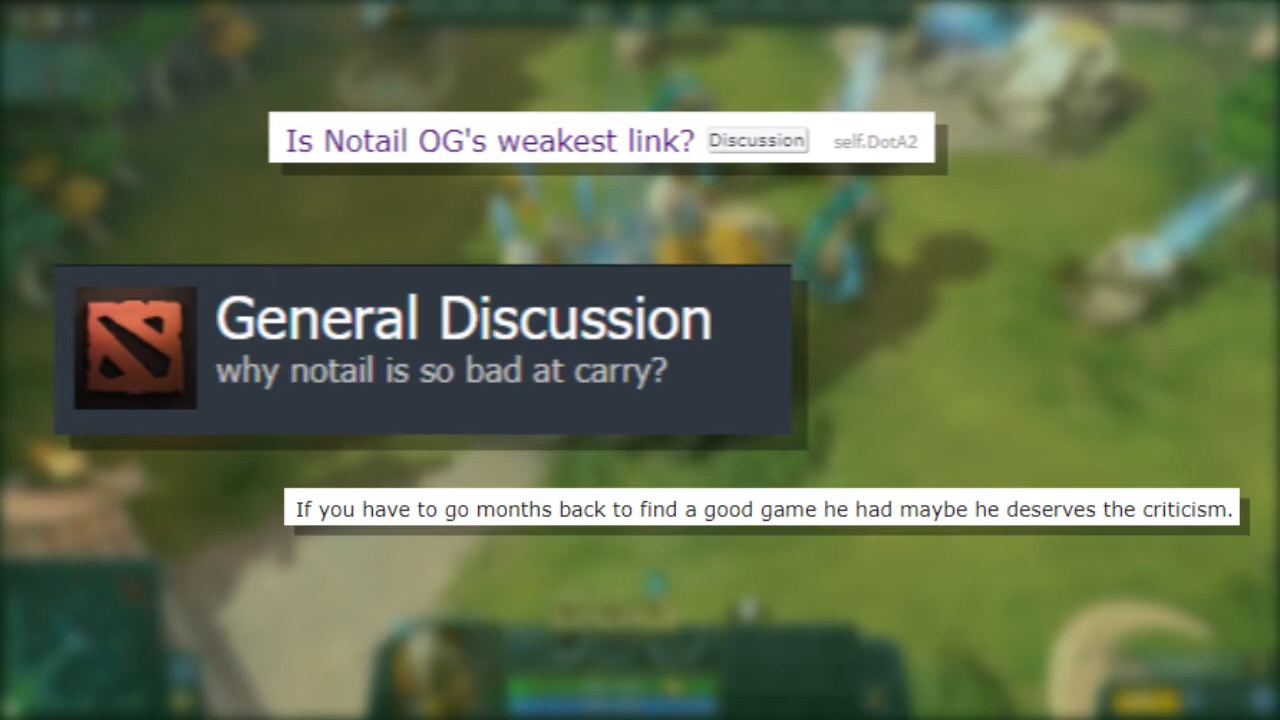 Is Notail OG's weakest link? Discussion self.DotA2
General Discussion
why notail is so bad at carry?
If you have to go months back to find a good game he had maybe he deserves the criticism.